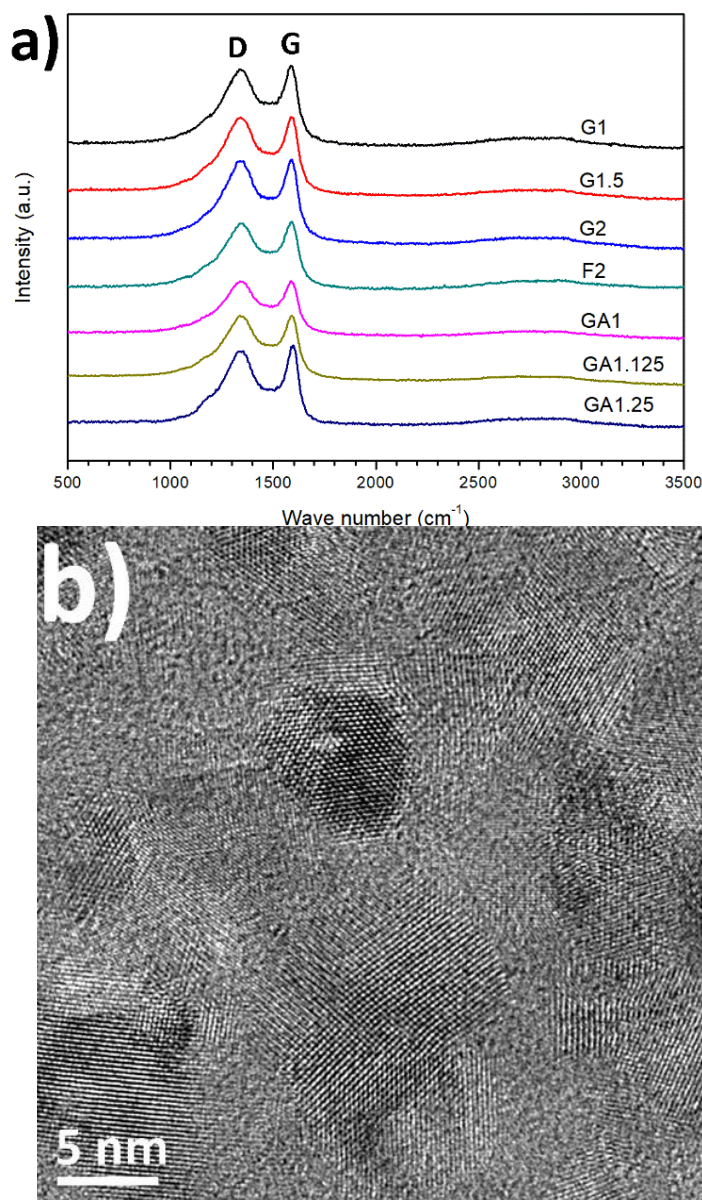 a)
D G
G1
G1.5
G2
F2
GA1
GA1.125
GA1.25
Intensity (a.u.)
500 1000 1500 2000 2500 3000 3500
Wave number (cm⁻¹)
b)
5 nm